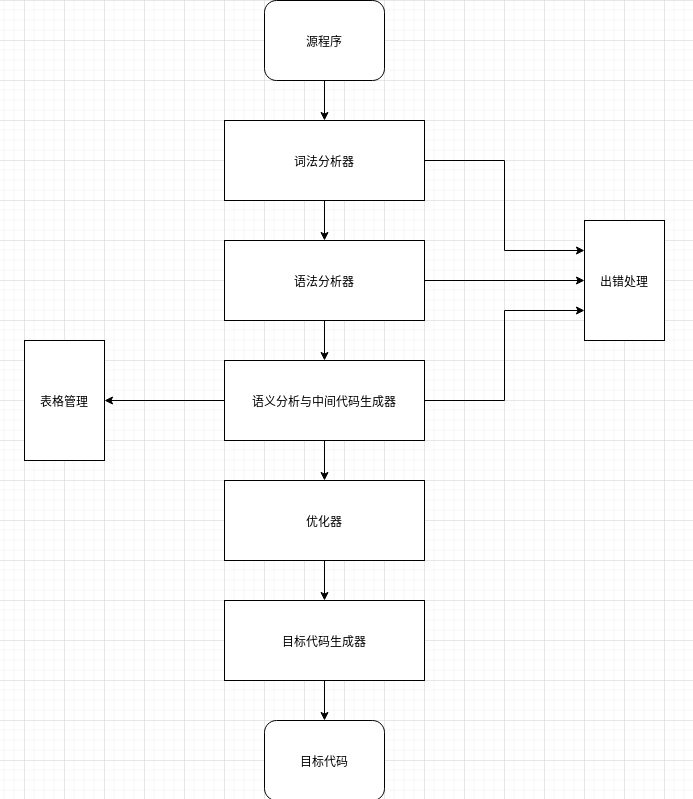 源程序
词法分析器
语法分析器
出错处理
表格管理
语义分析与中间代码生成器
优化器
目标代码生成器
目标代码